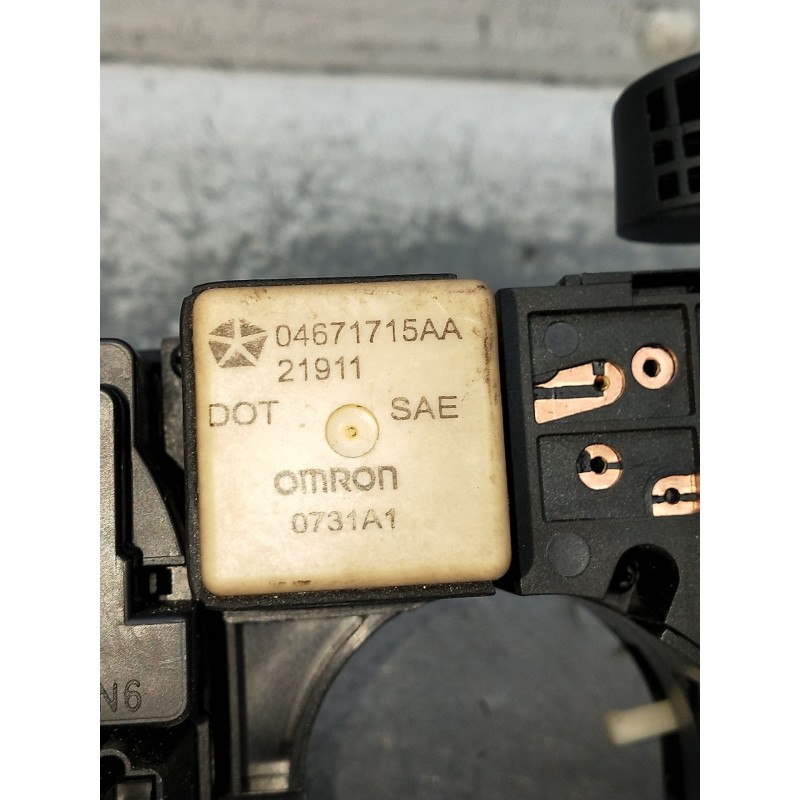 04671715AA
21911
DOT SAE
omron
0731A1
N6